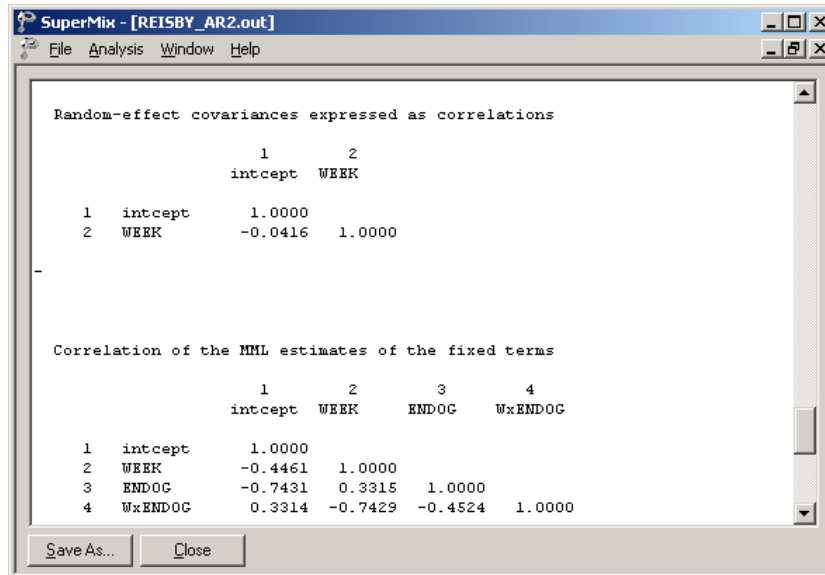 SuperMix - [REISBY_AR2.out]
File Analysis Window Help
Random-effect covariances expressed as correlations
1 2
intcept WEEK
1 intcept 1.0000
2 WEEK -0.0416 1.0000
-
Correlation of the MML estimates of the fixed terms
1 2 3 4
intcept WEEK ENDOG WxENDOG
1 intcept 1.0000
2 WEEK -0.4461 1.0000
3 ENDOG -0.7431 0.3315 1.0000
4 WxENDOG 0.3314 -0.7429 -0.4524 1.0000
Save As... Close